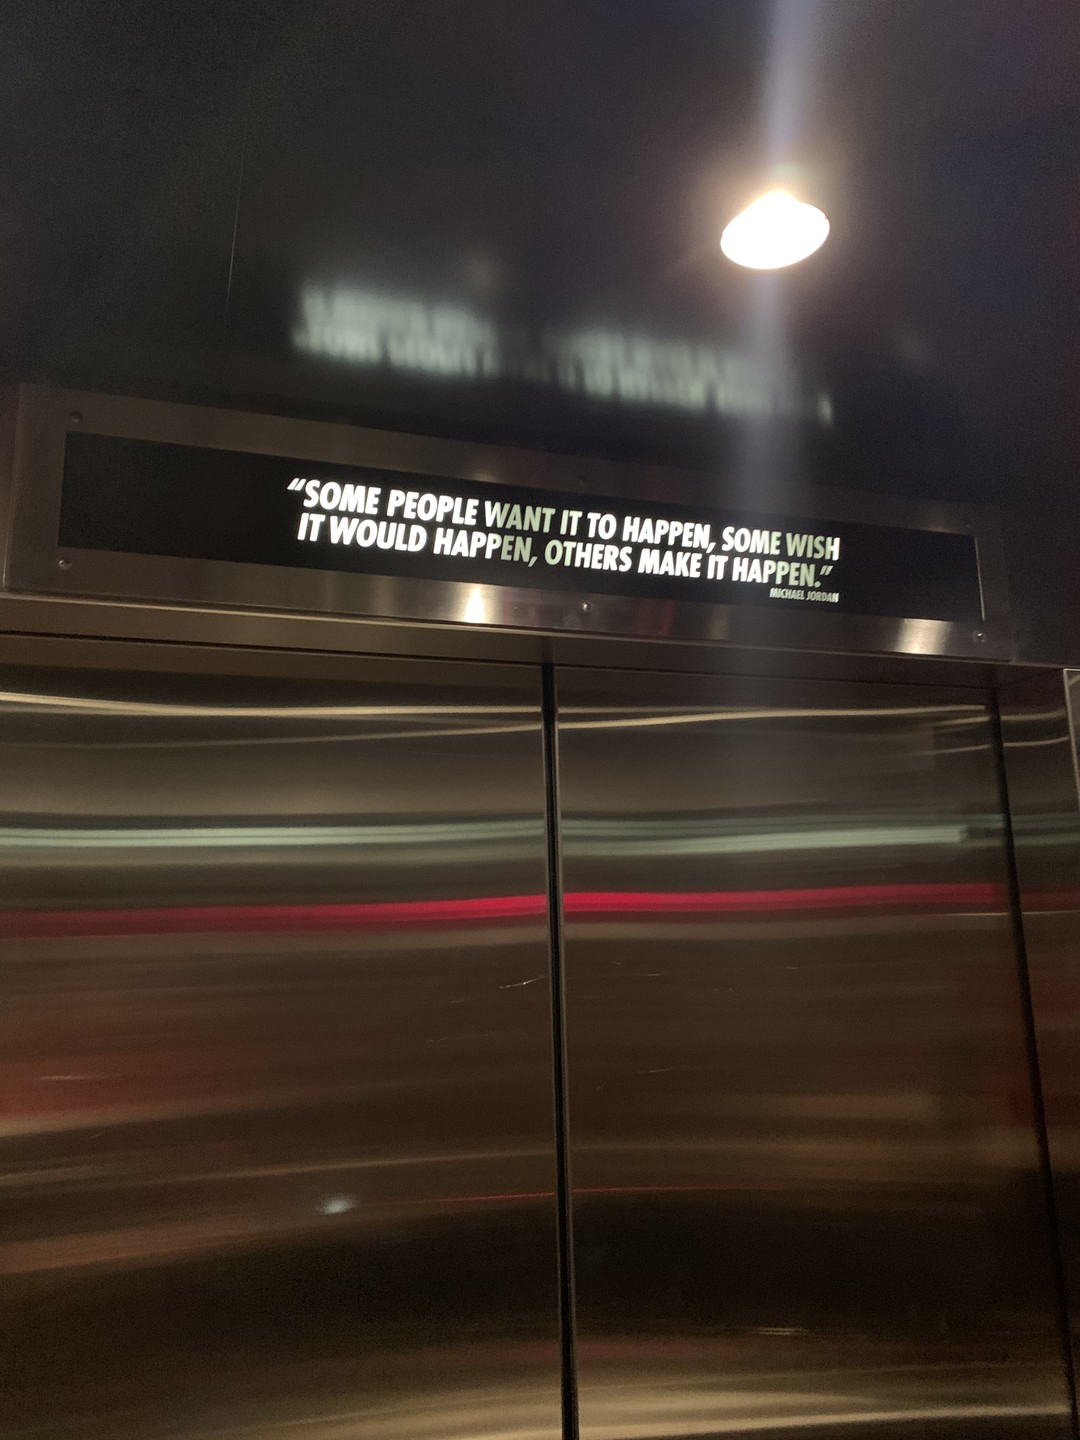 “SOME PEOPLE WANT IT TO HAPPEN, SOME WISH
IT WOULD HAPPEN, OTHERS MAKE IT HAPPEN.”
MICHAEL JORDAN